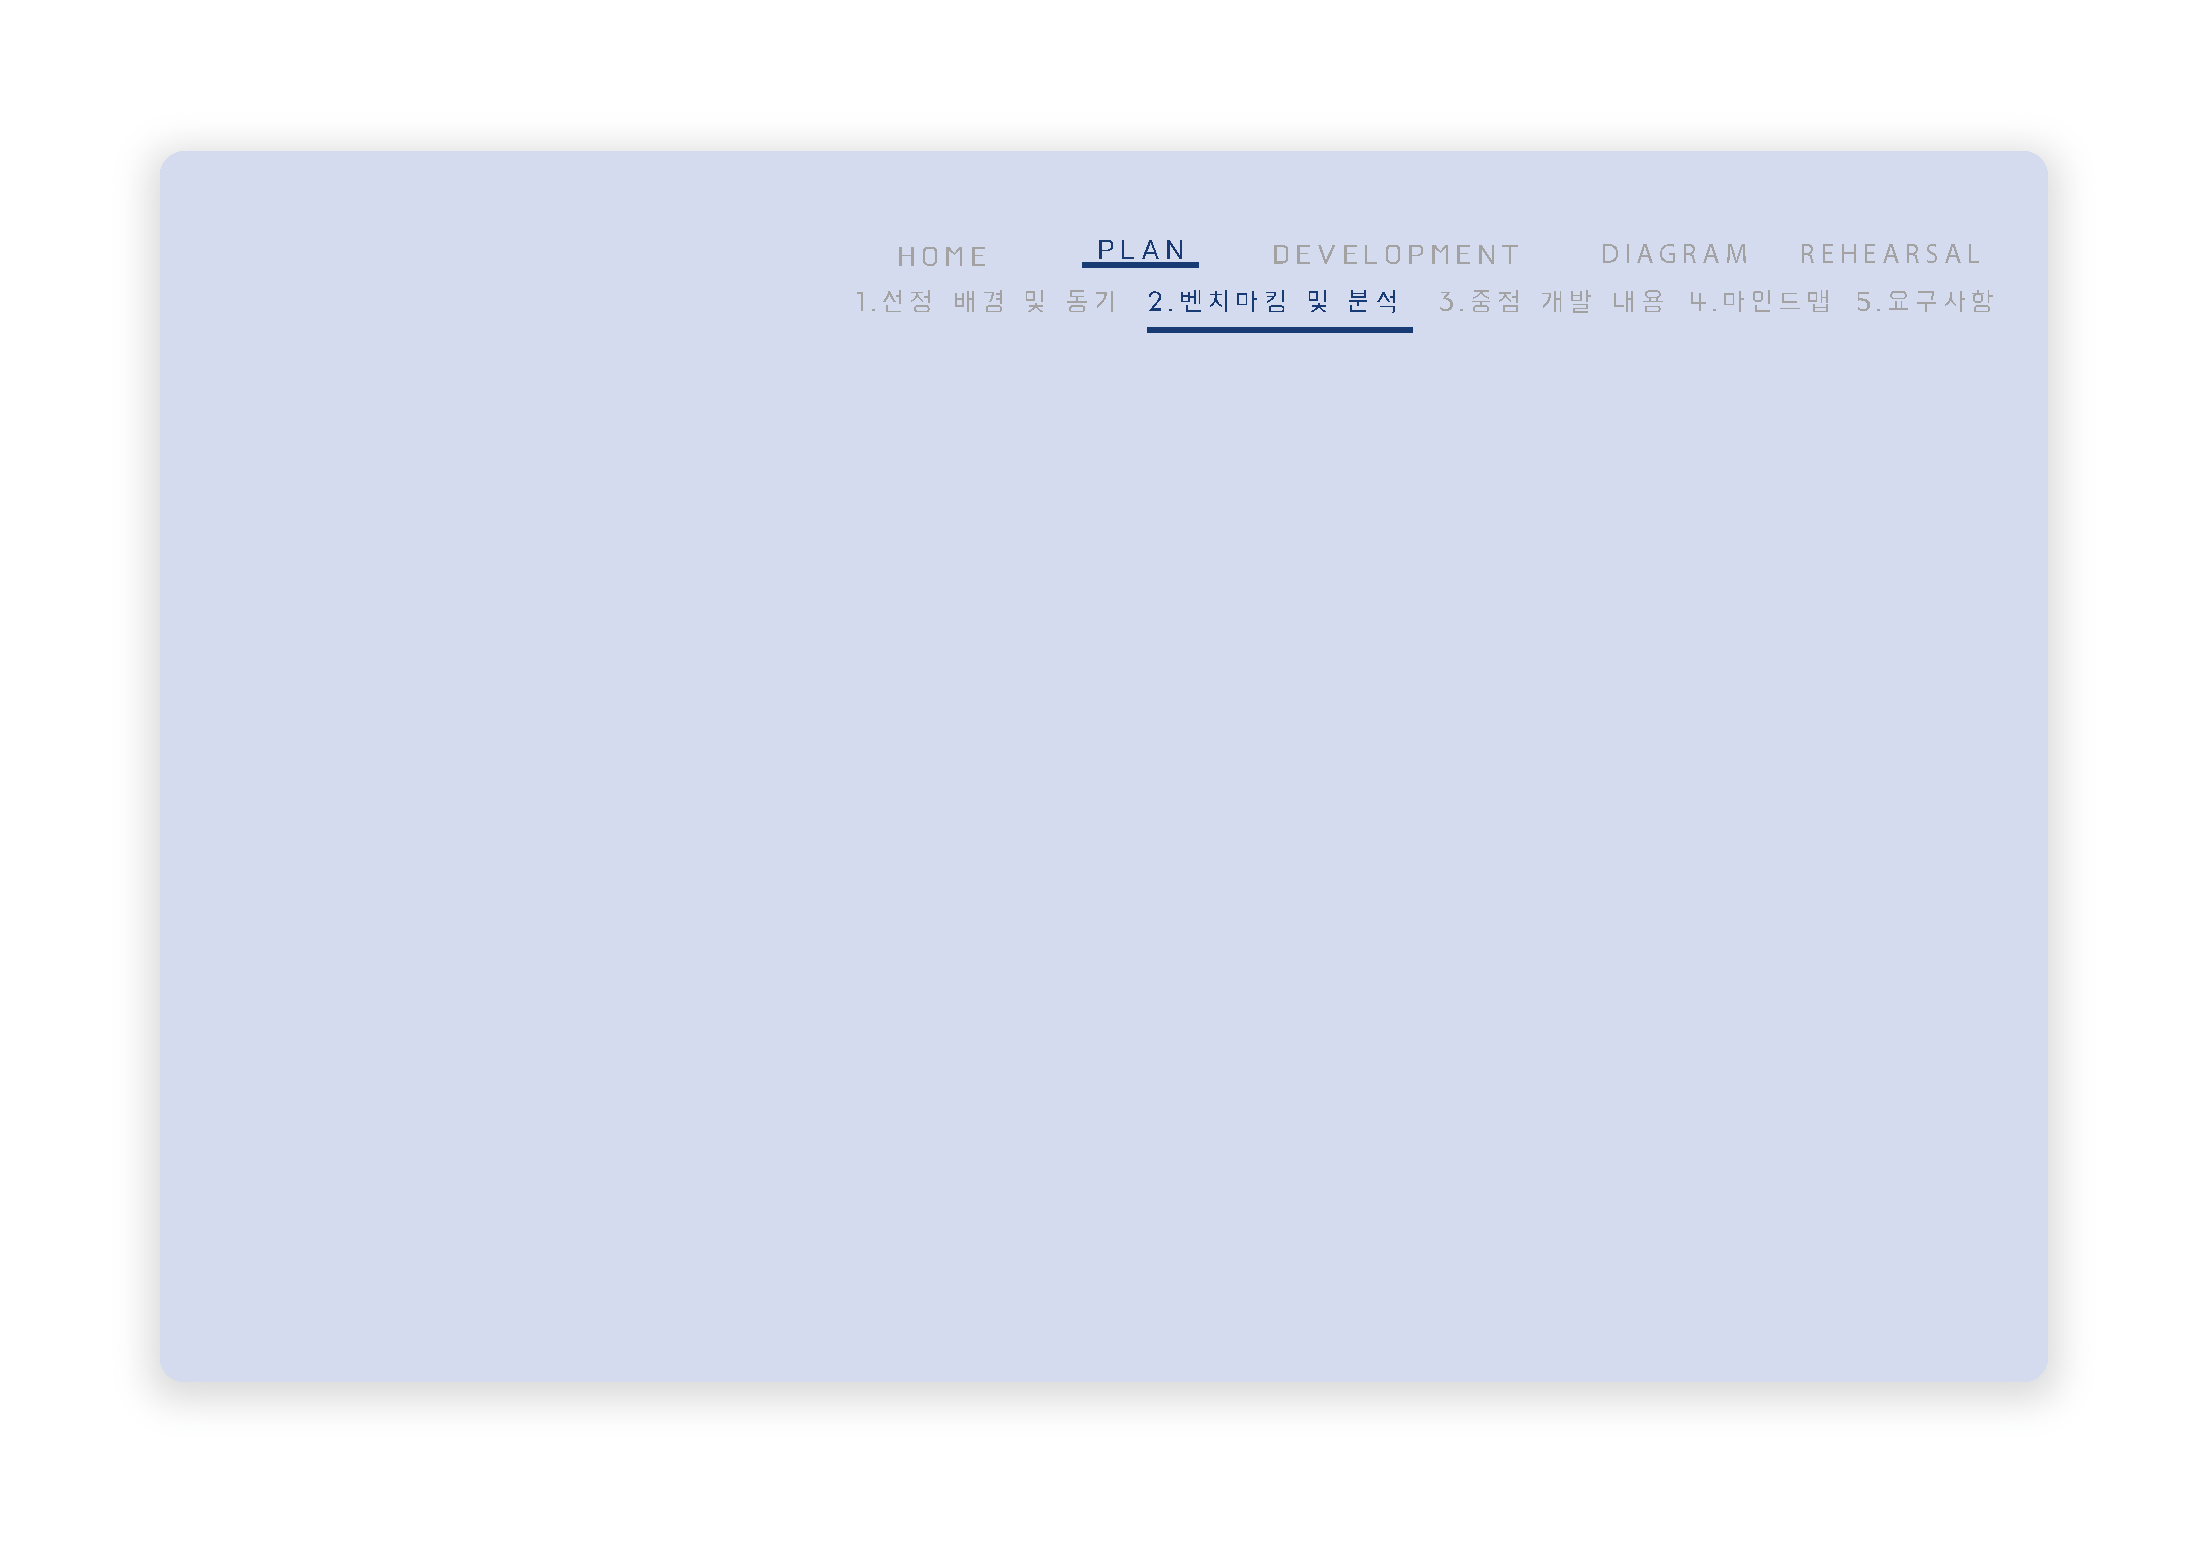 HOME PLAN DEVELOPMENT DIAGRAM REHEARSAL
1.선정 배경 및 동기 2.벤치마킹 및 분석 3.중점 개발 내용 4.마인드맵 5.요구사항